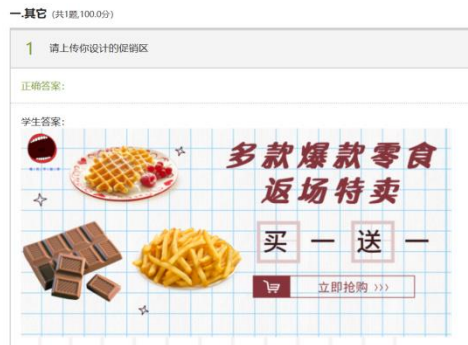 一.其它 (共1题,100.0分)
1 请上传你设计的促销区
正确答案:
学生答案:
多款爆款零食
返场特卖
买一送一
立即抢购 〉〉〉